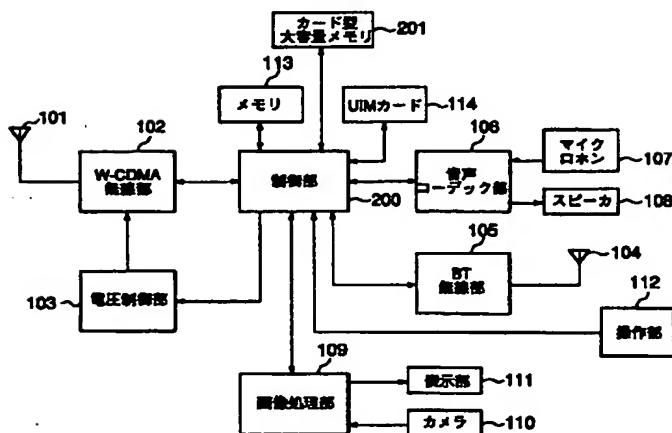 カード型
大容量メモリ
201
113
メモリ
UIMカード
114
101
102
W-CDMA
無線部
制御部
200
106
音声
コーデック部
マイク
ロホン
107
スピーカ
108
103
電圧制御部
105
BT
無線部
104
112
操作部
109
画像処理部
表示部
111
カメラ
110